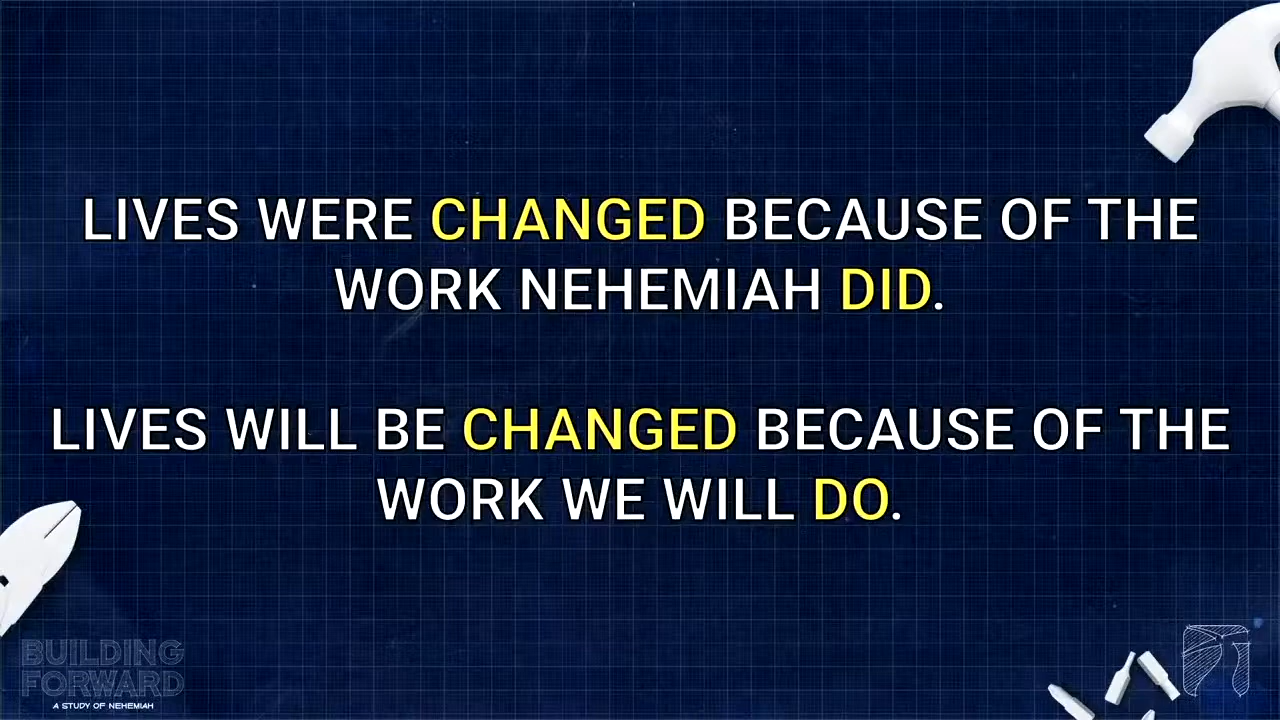 LIVES WERE CHANGED BECAUSE OF THE
WORK NEHEMIAH DID.
LIVES WILL BE CHANGED BECAUSE OF THE
WORK WE WILL DO.
BUILDING
FORWARD
A STUDY OF NEHEMIAH